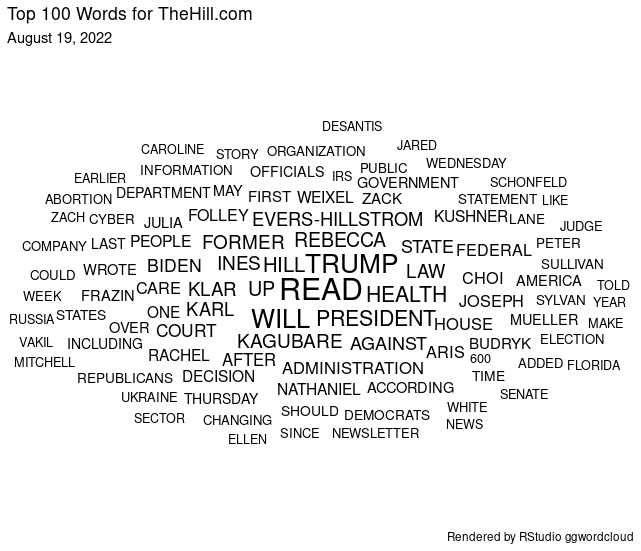 Top 100 Words for TheHill.com
August 19, 2022
DESANTIS
CAROLINE STORY ORGANIZATION JARED
EARLIER INFORMATION OFFICIALS IRS PUBLIC WEDNESDAY
GOVERNMENT SCHONFELD
ABORTION DEPARTMENT MAY FIRST WEIXEL ZACK STATEMENT LIKE
ZACH CYBER JULIA FOLLEY EVERS-HILLSTROM KUSHNER LANE JUDGE
COMPANY LAST PEOPLE FORMER REBECCA STATE FEDERAL PETER
COULD WROTE BIDEN INES HILL TRUMP LAW CHOI AMERICA SULLIVAN TOLD
WEEK FRAZIN CARE KLAR UP READ HEALTH JOSEPH SYLVAN YEAR
RUSSIA STATES ONE KARL WILL PRESIDENT HOUSE MUELLER MAKE
OVER COURT
VAKIL INCLUDING KAGUBARE AGAINST ARIS BUDRYK ELECTION
MITCHELL RACHEL AFTER ADMINISTRATION 600 ADDED FLORIDA
REPUBLICANS DECISION NATHANIEL ACCORDING TIME
UKRAINE THURSDAY SENATE
SECTOR CHANGING SHOULD DEMOCRATS WHITE
ELLEN SINCE NEWSLETTER NEWS
Rendered by RStudio ggwordcloud